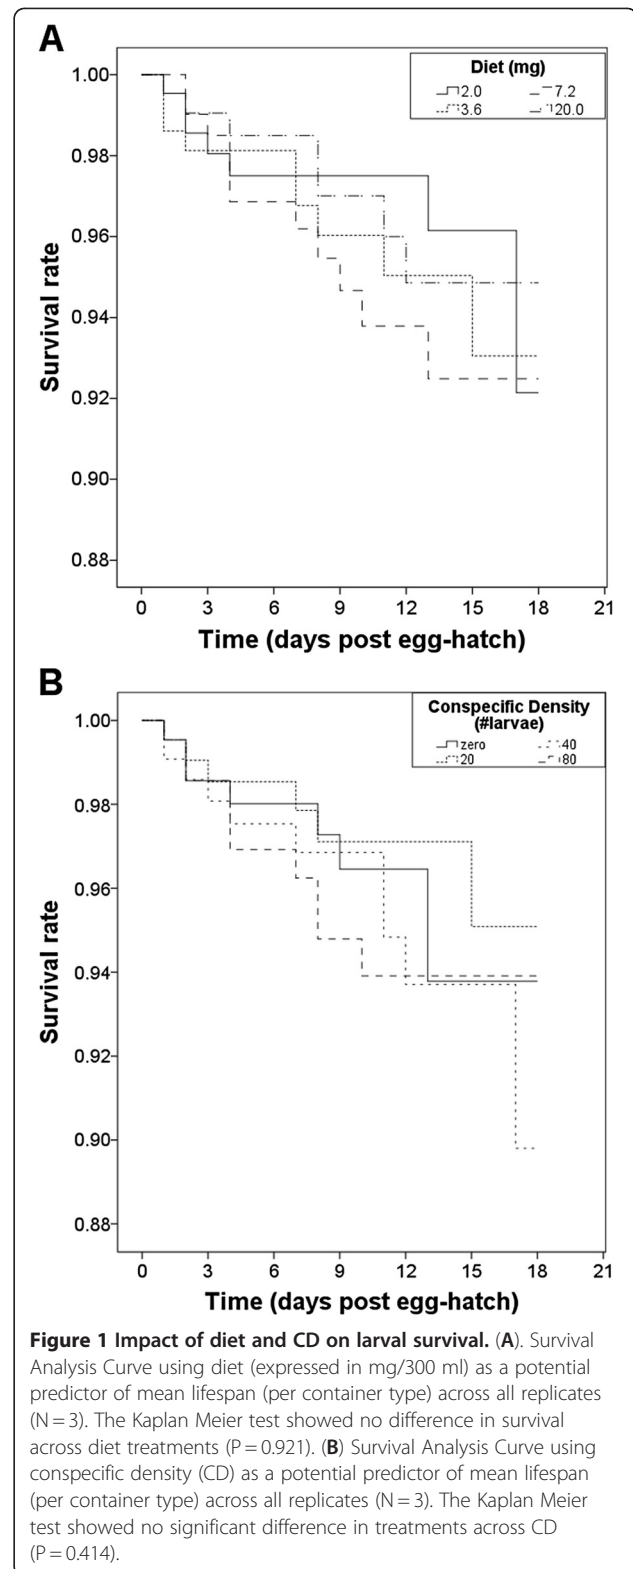 A
Diet (mg)
2.0 7.2
3.6 20.0
1.00
0.98
0.96
0.94
0.92
0.90
0.88
Survival rate
0 3 6 9 12 15 18 21
Time (days post egg-hatch)
B
Conspecific Density
(#larvae)
zero 40
20 80
1.00
0.98
0.96
0.94
0.92
0.90
0.88
Survival rate
0 3 6 9 12 15 18 21
Time (days post egg-hatch)
Figure 1 Impact of diet and CD on larval survival. (A). Survival
Analysis Curve using diet (expressed in mg/300 ml) as a potential
predictor of mean lifespan (per container type) across all replicates
(N = 3). The Kaplan Meier test showed no difference in survival
across diet treatments (P = 0.921). (B) Survival Analysis Curve using
conspecific density (CD) as a potential predictor of mean lifespan
(per container type) across all replicates (N = 3). The Kaplan Meier
test showed no significant difference in treatments across CD
(P = 0.414).